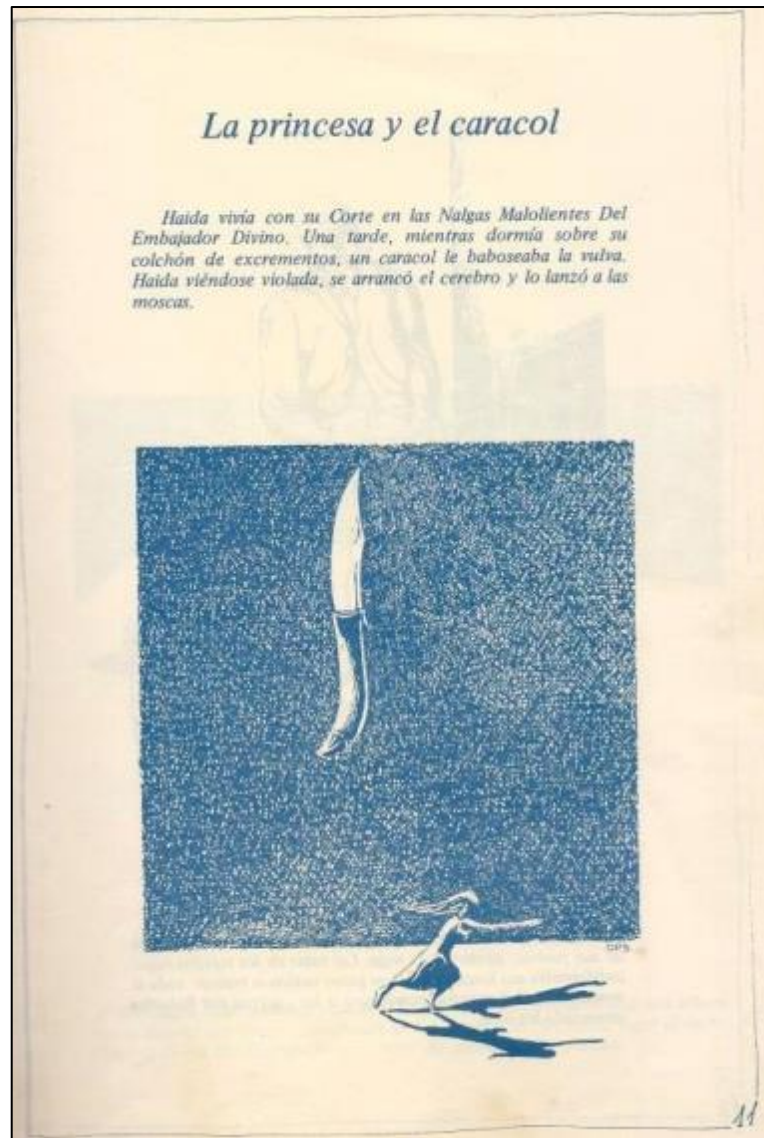 La princesa y el caracol
Haida vivía con su Corte en las Nalgas Malolientes Del
Embajador Divino. Una tarde, mientras dormía sobre su
colchón de excrementos, un caracol le baboseaba la vulva.
Haida viéndose violada, se arrancó el cerebro y lo lanzó a las
moscas.
11